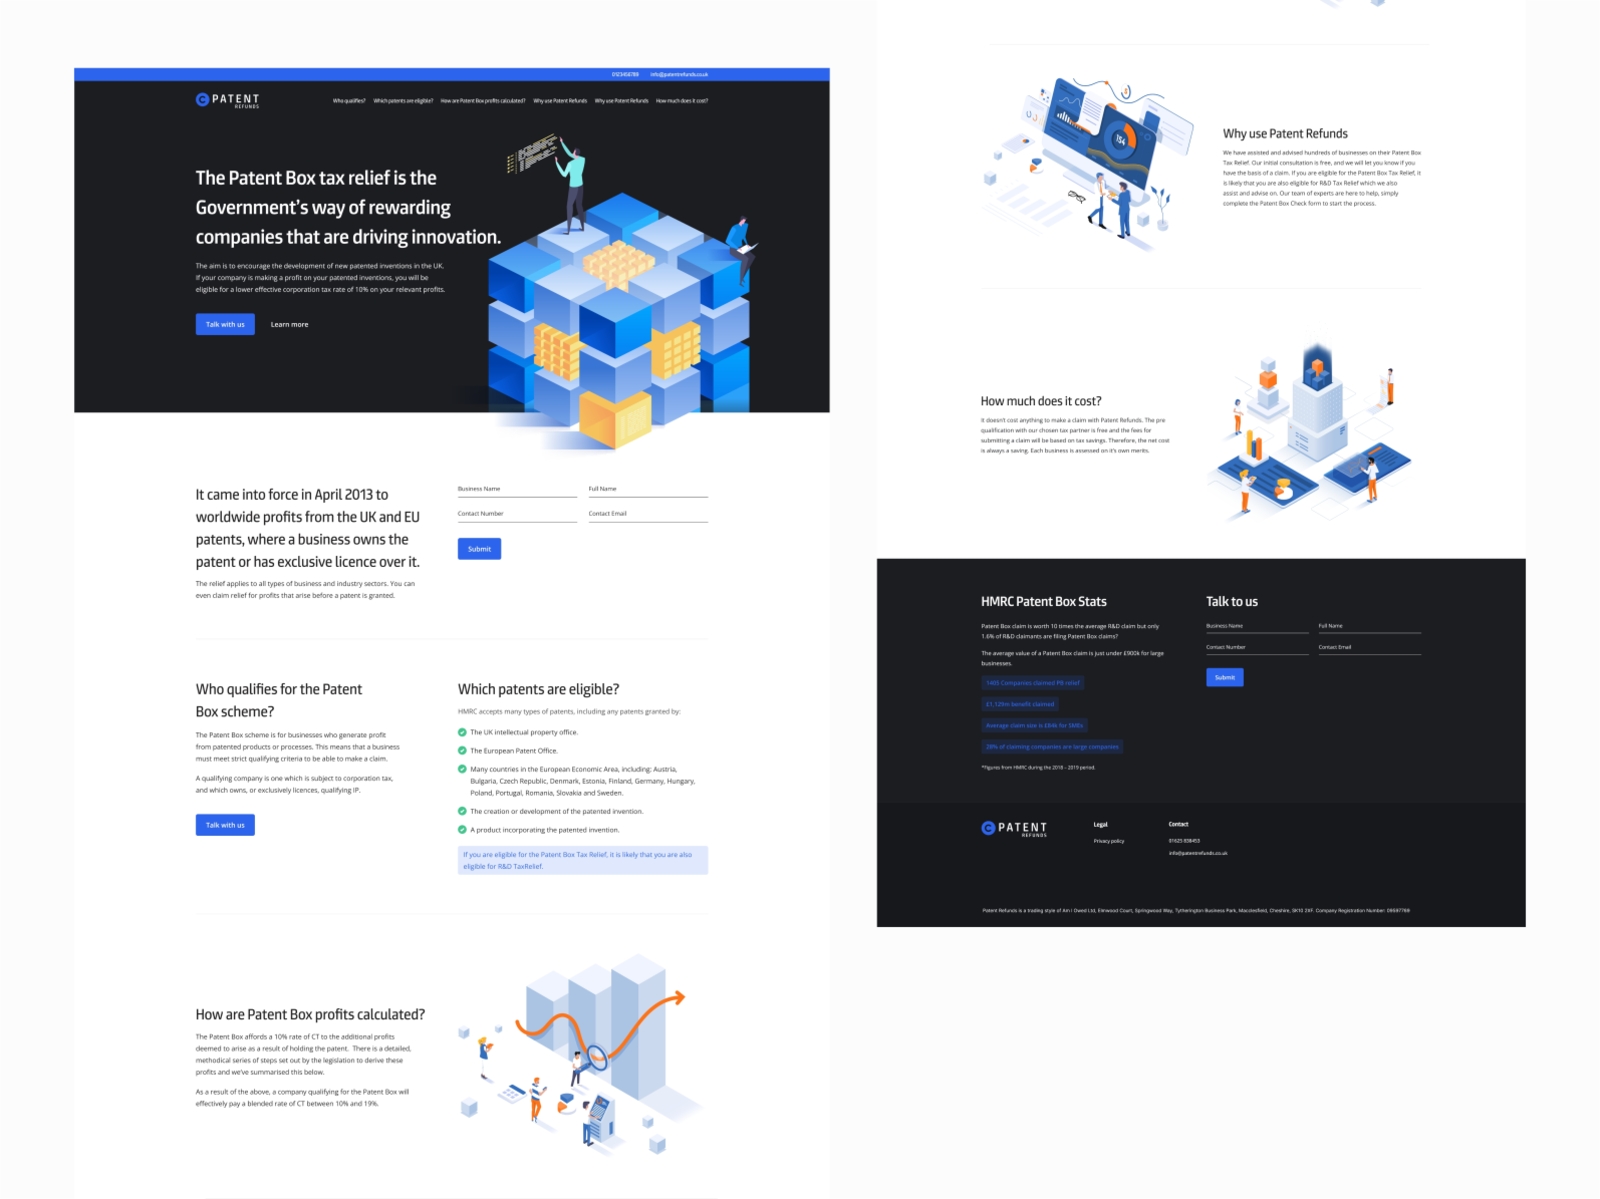 0123456789 info@patentrefunds.co.uk
PATENT
REFUNDS
Who qualifies? Which patents are eligible? How are Patent Box profits calculated? Why use Patent Refunds Why use Patent Refunds How much does it cost?
The Patent Box tax relief is the
Government's way of rewarding
companies that are driving innovation.
The aim is to encourage the development of new patented inventions in the UK.
If your company is making a profit on your patented inventions, you will be
eligible for a lower effective corporation tax rate of 10% on your relevant profits.
Talk with us Learn more
It came into force in April 2013 to
worldwide profits from the UK and EU
patents, where a business owns the
patent or has exclusive licence over it.
The relief applies to all types of business and industry sectors. You can
even claim relief for profits that arise before a patent is granted.
Business Name Full Name
Contact Number Contact Email
Submit
Who qualifies for the Patent
Box scheme?
The Patent Box scheme is for businesses who generate profit
from patented products or processes. This means that a business
must meet strict qualifying criteria to be able to make a claim.
A qualifying company is one which is subject to corporation tax,
and which owns, or exclusively licences, qualifying IP.
Talk with us
Which patents are eligible?
HMRC accepts many types of patents, including any patents granted by:
The UK intellectual property office.
The European Patent Office.
Many countries in the European Economic Area, including: Austria,
Bulgaria, Czech Republic, Denmark, Estonia, Finland, Germany, Hungary,
Poland, Portugal, Romania, Slovakia and Sweden.
The creation or development of the patented invention.
A product incorporating the patented invention.
If you are eligible for the Patent Box Tax Relief, it is likely that you are also
eligible for R&D TaxRelief.
How are Patent Box profits calculated?
The Patent Box affords a 10% rate of CT to the additional profits
deemed to arise as a result of holding the patent. There is a detailed,
methodical series of steps set out by the legislation to derive these
profits and we've summarised this below.
As a result of the above, a company qualifying for the Patent Box will
effectively pay a blended rate of CT between 10% and 19%.
154
Why use Patent Refunds
We have assisted and advised hundreds of businesses on their Patent Box
Tax Relief. Our initial consultation is free, and we will let you know if you
have the basis of a claim. If you are eligible for the Patent Box Tax Relief, it
is likely that you are also eligible for R&D Tax Relief which we also
assist and advise on. Our team of experts are here to help, simply
complete the Patent Box Check form to start the process.
How much does it cost?
It doesn't cost anything to make a claim with Patent Refunds. The pre
qualification with our chosen tax partner is free and the fees for
submitting a claim will be based on tax savings. Therefore, the net cost
is always a saving. Each business is assessed on it's own merits.
HMRC Patent Box Stats
Patent Box claim is worth 10 times the average R&D claim but only
1.6% of R&D claimants are filing Patent Box claims?
The average value of a Patent Box claim is just under £900k for large
businesses.
1405 Companies claimed PB relief
£1,129m benefit claimed
Average claim size is £64k for SMEs
28% of claiming companies are large companies
*Figures from HMRC during the 2018 - 2019 period.
Talk to us
Business Name Full Name
Contact Number Contact Email
Submit
PATENT
REFUNDS
Legal
Privacy policy
Contact
01625 838453
info@patentrefunds.co.uk
Patent Refunds is a trading style of Am I Owed Ltd, Elmwood Court, Springwood Way, Tytherington Business Park, Macclesfield, Cheshire, SK10 2XF. Company Registration Number: 09597789